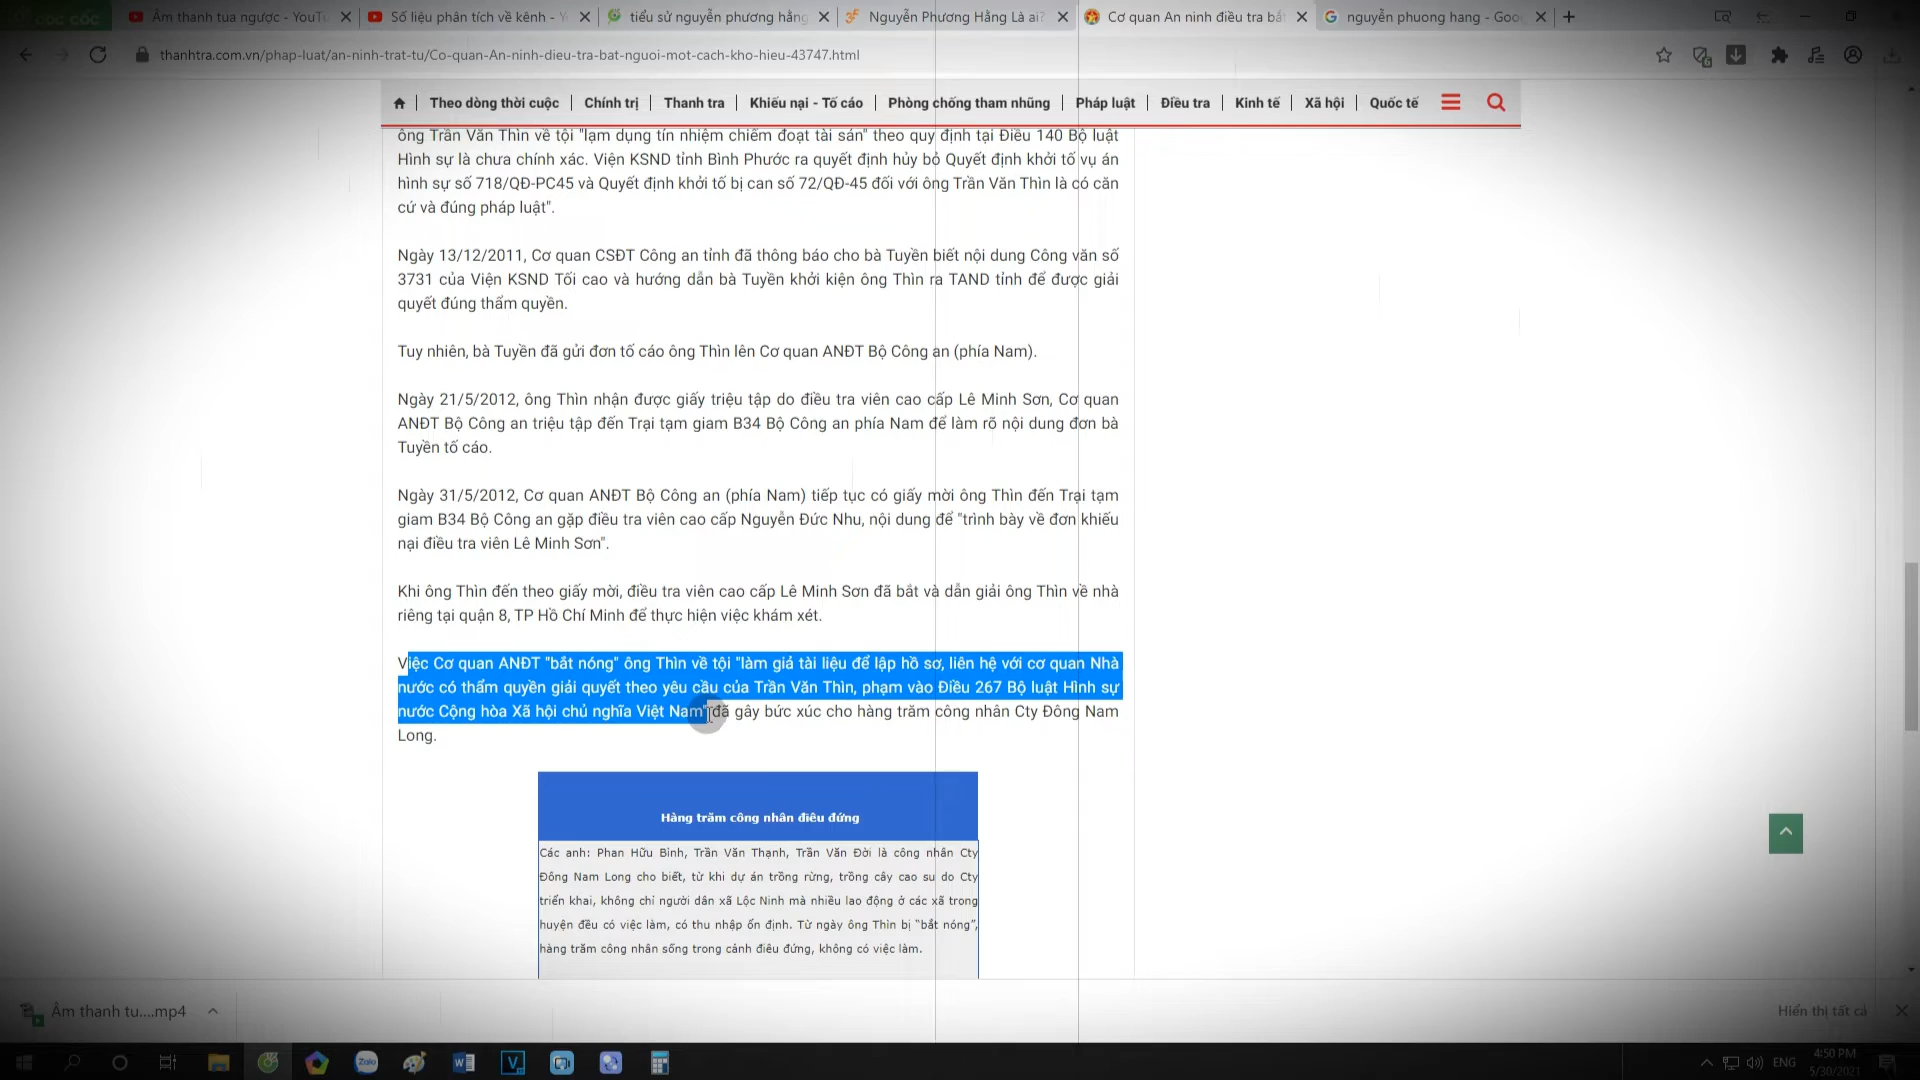 cốc cốc
Âm thanh tua ngược - YouTu
Số liệu phân tích về kênh - Y
tiểu sử nguyễn phương hằng
Nguyễn Phương Hằng Là ai?
Cơ quan An ninh điều tra bắ
nguyễn phuong hang - Goo
thanhtra.com.vn/phap-luat/an-ninh-trat-tu/Co-quan-An-ninh-dieu-tra-bat-nguoi-mot-cach-kho-hieu-43747.html
Theo dòng thời cuộc | Chính trị | Thanh tra | Khiếu nại - Tố cáo | Phòng chống tham nhũng | Pháp luật | Điều tra | Kinh tế | Xã hội | Quốc tế
ông Trần Văn Thìn về tội "lạm dụng tín nhiệm chiếm đoạt tài sản" theo quy định tại Điều 140 Bộ luật
Hình sự là chưa chính xác. Viện KSND tỉnh Bình Phước ra quyết định hủy bỏ Quyết định khởi tố vụ án
hình sự số 718/QĐ-PC45 và Quyết định khởi tố bị can số 72/QĐ-45 đối với ông Trần Văn Thìn là có căn
cứ và đúng pháp luật".
Ngày 13/12/2011, Cơ quan CSĐT Công an tỉnh đã thông báo cho bà Tuyền biết nội dung Công văn số
3731 của Viện KSND Tối cao và hướng dẫn bà Tuyền khởi kiện ông Thìn ra TAND tỉnh để được giải
quyết đúng thẩm quyền.
Tuy nhiên, bà Tuyền đã gửi đơn tố cáo ông Thìn lên Cơ quan ANĐT Bộ Công an (phía Nam).
Ngày 21/5/2012, ông Thìn nhận được giấy triệu tập do điều tra viên cao cấp Lê Minh Sơn, Cơ quan
ANĐT Bộ Công an triệu tập đến Trại tạm giam B34 Bộ Công an phía Nam để làm rõ nội dung đơn bà
Tuyền tố cáo.
Ngày 31/5/2012, Cơ quan ANĐT Bộ Công an (phía Nam) tiếp tục có giấy mời ông Thìn đến Trại tạm
giam B34 Bộ Công an gặp điều tra viên cao cấp Nguyễn Đức Nhu, nội dung để "trình bày về đơn khiếu
nại điều tra viên Lê Minh Sơn".
Khi ông Thìn đến theo giấy mời, điều tra viên cao cấp Lê Minh Sơn đã bắt và dẫn giải ông Thìn về nhà
riêng tại quận 8, TP Hồ Chí Minh để thực hiện việc khám xét.
Việc Cơ quan ANĐT "bắt nóng" ông Thìn về tội "làm giả tài liệu để lập hồ sơ, liên hệ với cơ quan Nhà
nước có thẩm quyền giải quyết theo yêu cầu của Trần Văn Thìn, phạm vào Điều 267 Bộ luật Hình sự
nước Cộng hòa Xã hội chủ nghĩa Việt Nam" đã gây bức xúc cho hàng trăm công nhân Cty Đông Nam
Long.
Hàng trăm công nhân điêu đứng
Các anh: Phan Hữu Bình, Trần Văn Thạnh, Trần Văn Đời là công nhân Cty
Đông Nam Long cho biết, từ khi dự án trồng rừng, trồng cây cao su do Cty
triển khai, không chỉ người dân xã Lộc Ninh mà nhiều lao động ở các xã trong
huyện đều có việc làm, có thu nhập ổn định. Từ ngày ông Thìn bị "bắt nóng",
hàng trăm công nhân sống trong cảnh điêu đứng, không có việc làm.
Âm thanh tu....mp4
Hiển thị tất cả
Zalo
ENG
4:50 PM
5/30/2021